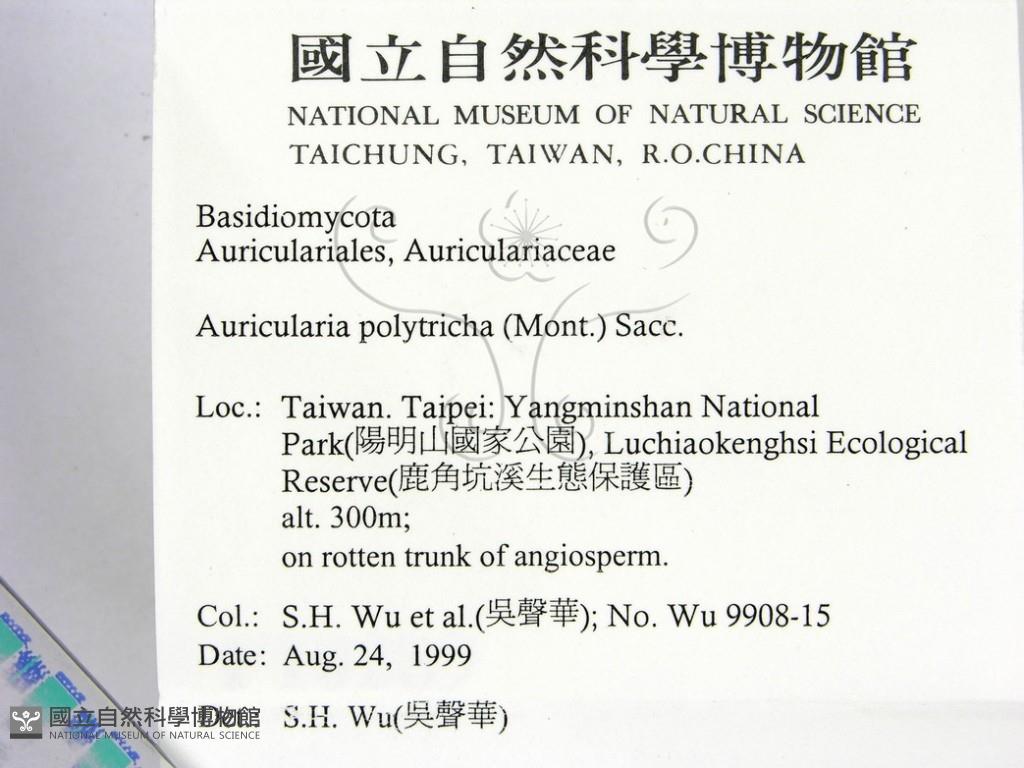 國立自然科學博物館
NATIONAL MUSEUM OF NATURAL SCIENCE
TAICHUNG, TAIWAN, R.O.CHINA
Basidiomycota
Auriculariales, Auriculariaceae
Auricularia polytricha (Mont.) Sacc.
Loc.: Taiwan. Taipei: Yangminshan National
Park(陽明山國家公園), Luchiaokenghsi Ecological
Reserve(鹿角坑溪生態保護區)
alt. 300m;
on rotten trunk of angiosperm.
Col.: S.H. Wu et al.(吳聲華); No. Wu 9908-15
Date: Aug. 24, 1999
Det.: S.H. Wu(吳聲華)
國立自然科學博物館
NATIONAL MUSEUM OF NATURAL SCIENCE